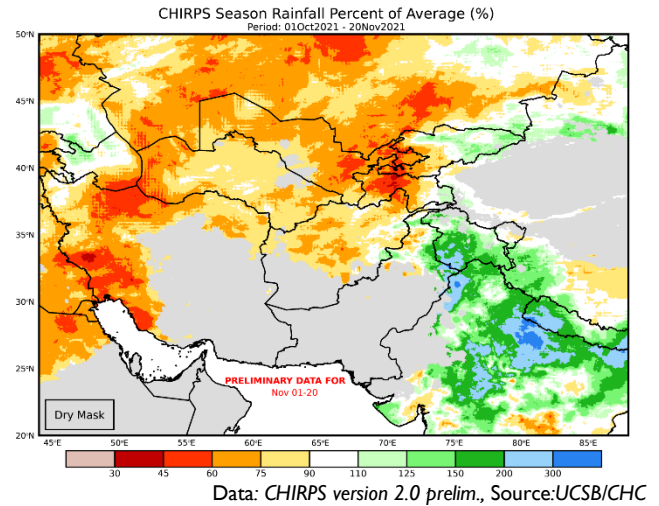 CHIRPS Season Rainfall Percent of Average (%)
Period: 01Oct2021 - 20Nov2021
50°N
45°N
40°N
35°N
30°N
25°N
20°N
PRELIMINARY DATA FOR
Nov 01-20
Dry Mask
45°E 50°E 55°E 60°E 65°E 70°E 75°E 80°E 85°E
30 45 60 75 90 110 125 150 200 300
Data: CHIRPS version 2.0 prelim., Source:UCSB/CHC